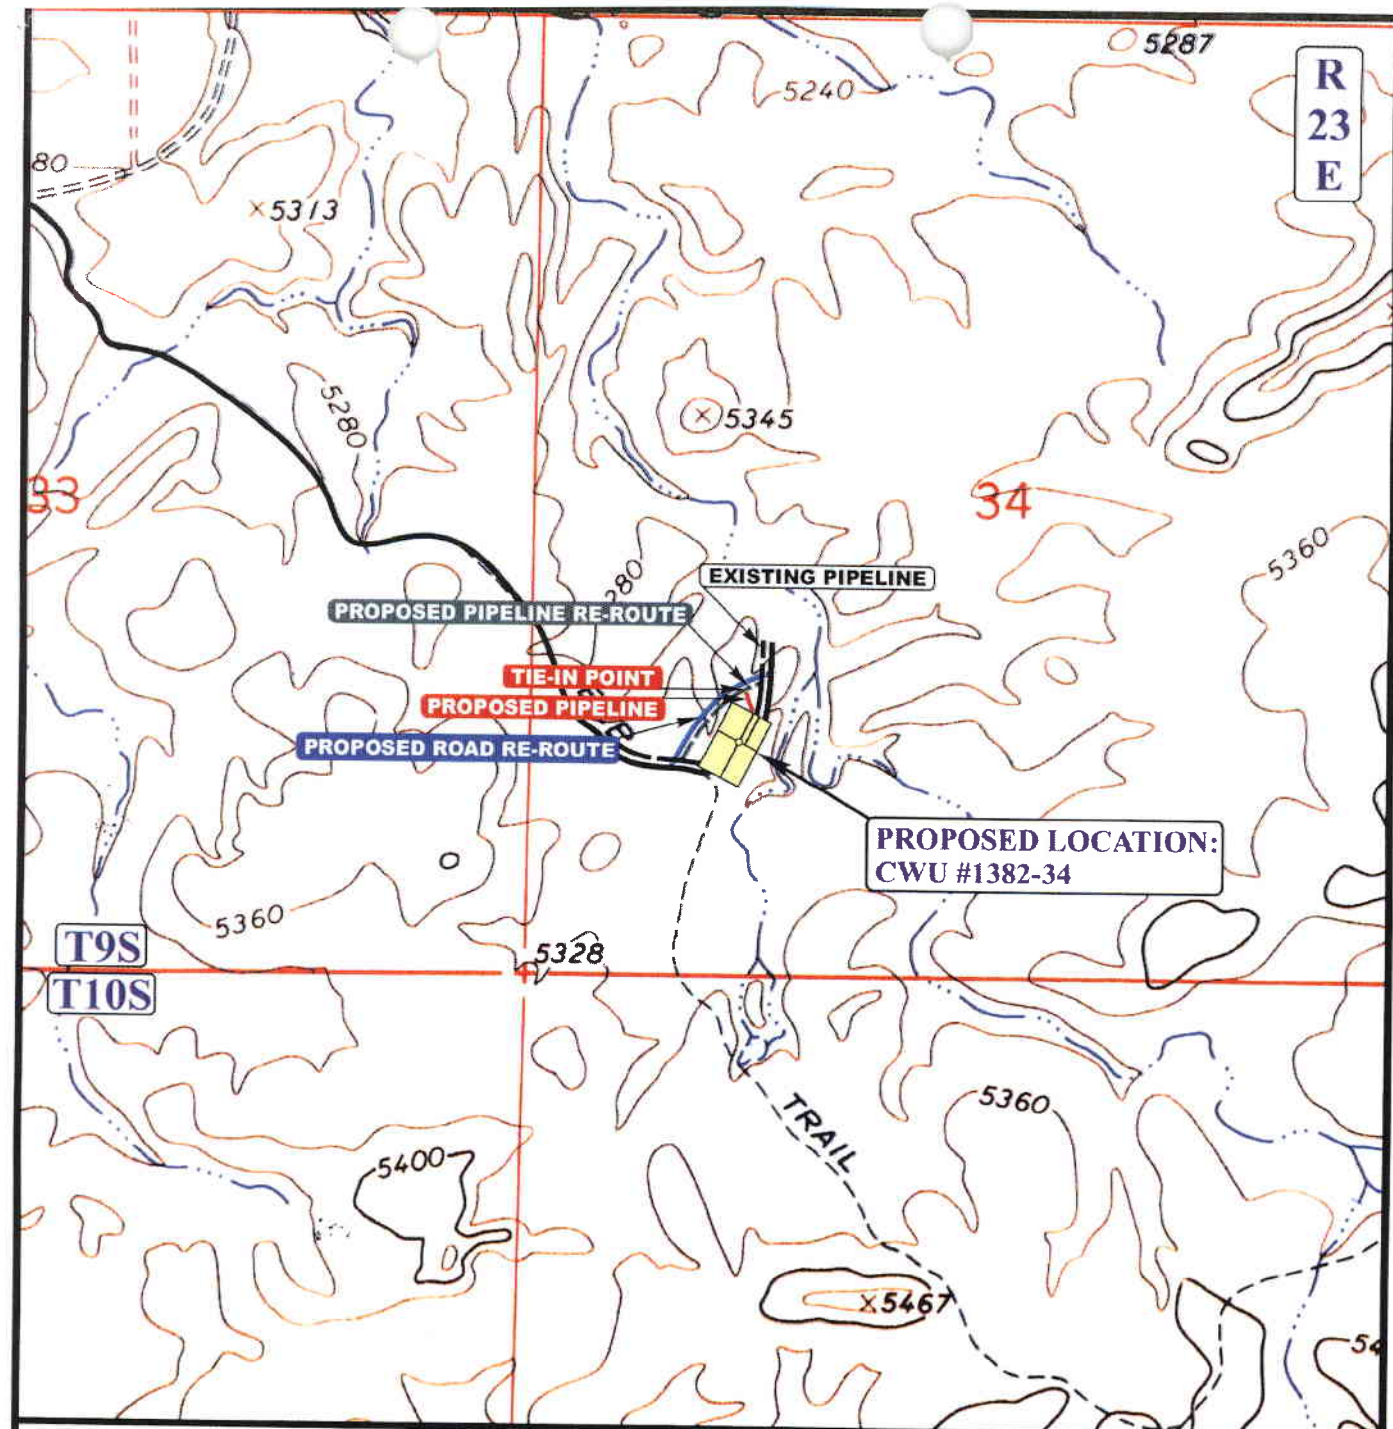 5287
5240
R
23
E
80
5313
5280
5345
33
34
5360
EXISTING PIPELINE
280
PROPOSED PIPELINE RE-ROUTE
TIE-IN POINT
PROPOSED PIPELINE
PROPOSED ROAD RE-ROUTE
PROPOSED LOCATION:
CWU #1382-34
5360
T9S
5328
T10S
5360
TRAIL
5400
5467
54